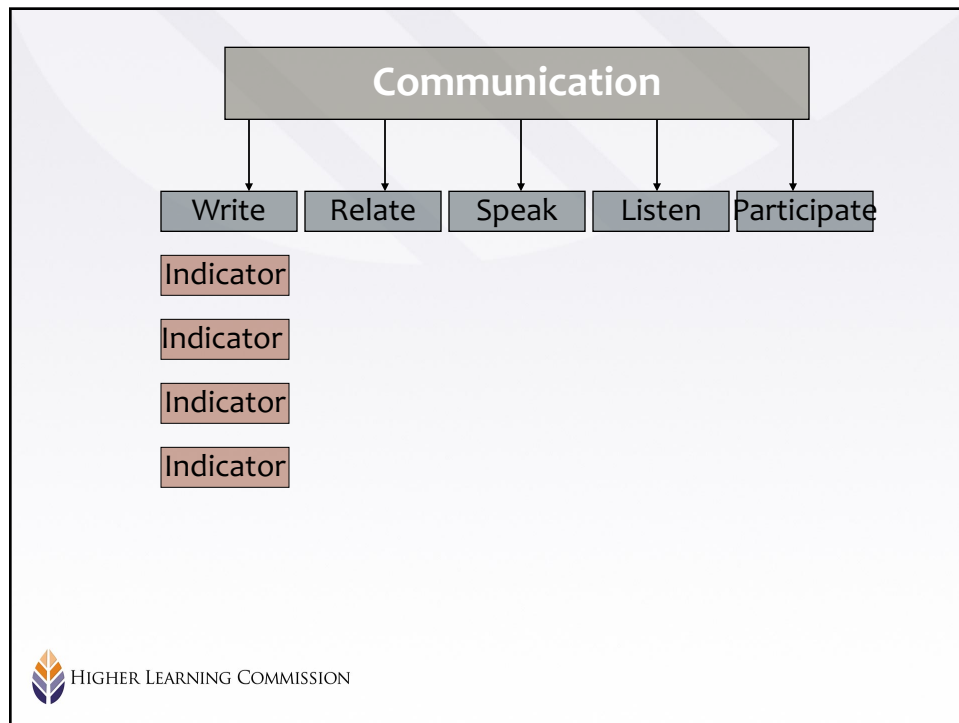 Communication
Write Relate Speak Listen Participate
Indicator
Indicator
Indicator
Indicator
HIGHER LEARNING COMMISSION